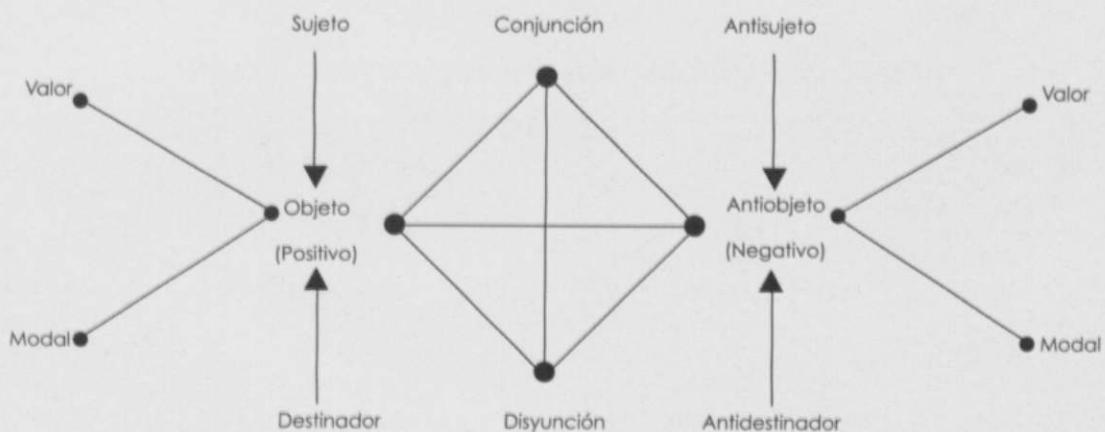 Sujeto Conjunción Antisujeto
Valor Valor
Objeto Antiobjeto
(Positivo) (Negativo)
Modal Modal
Destinador Disyunción Antidestinador